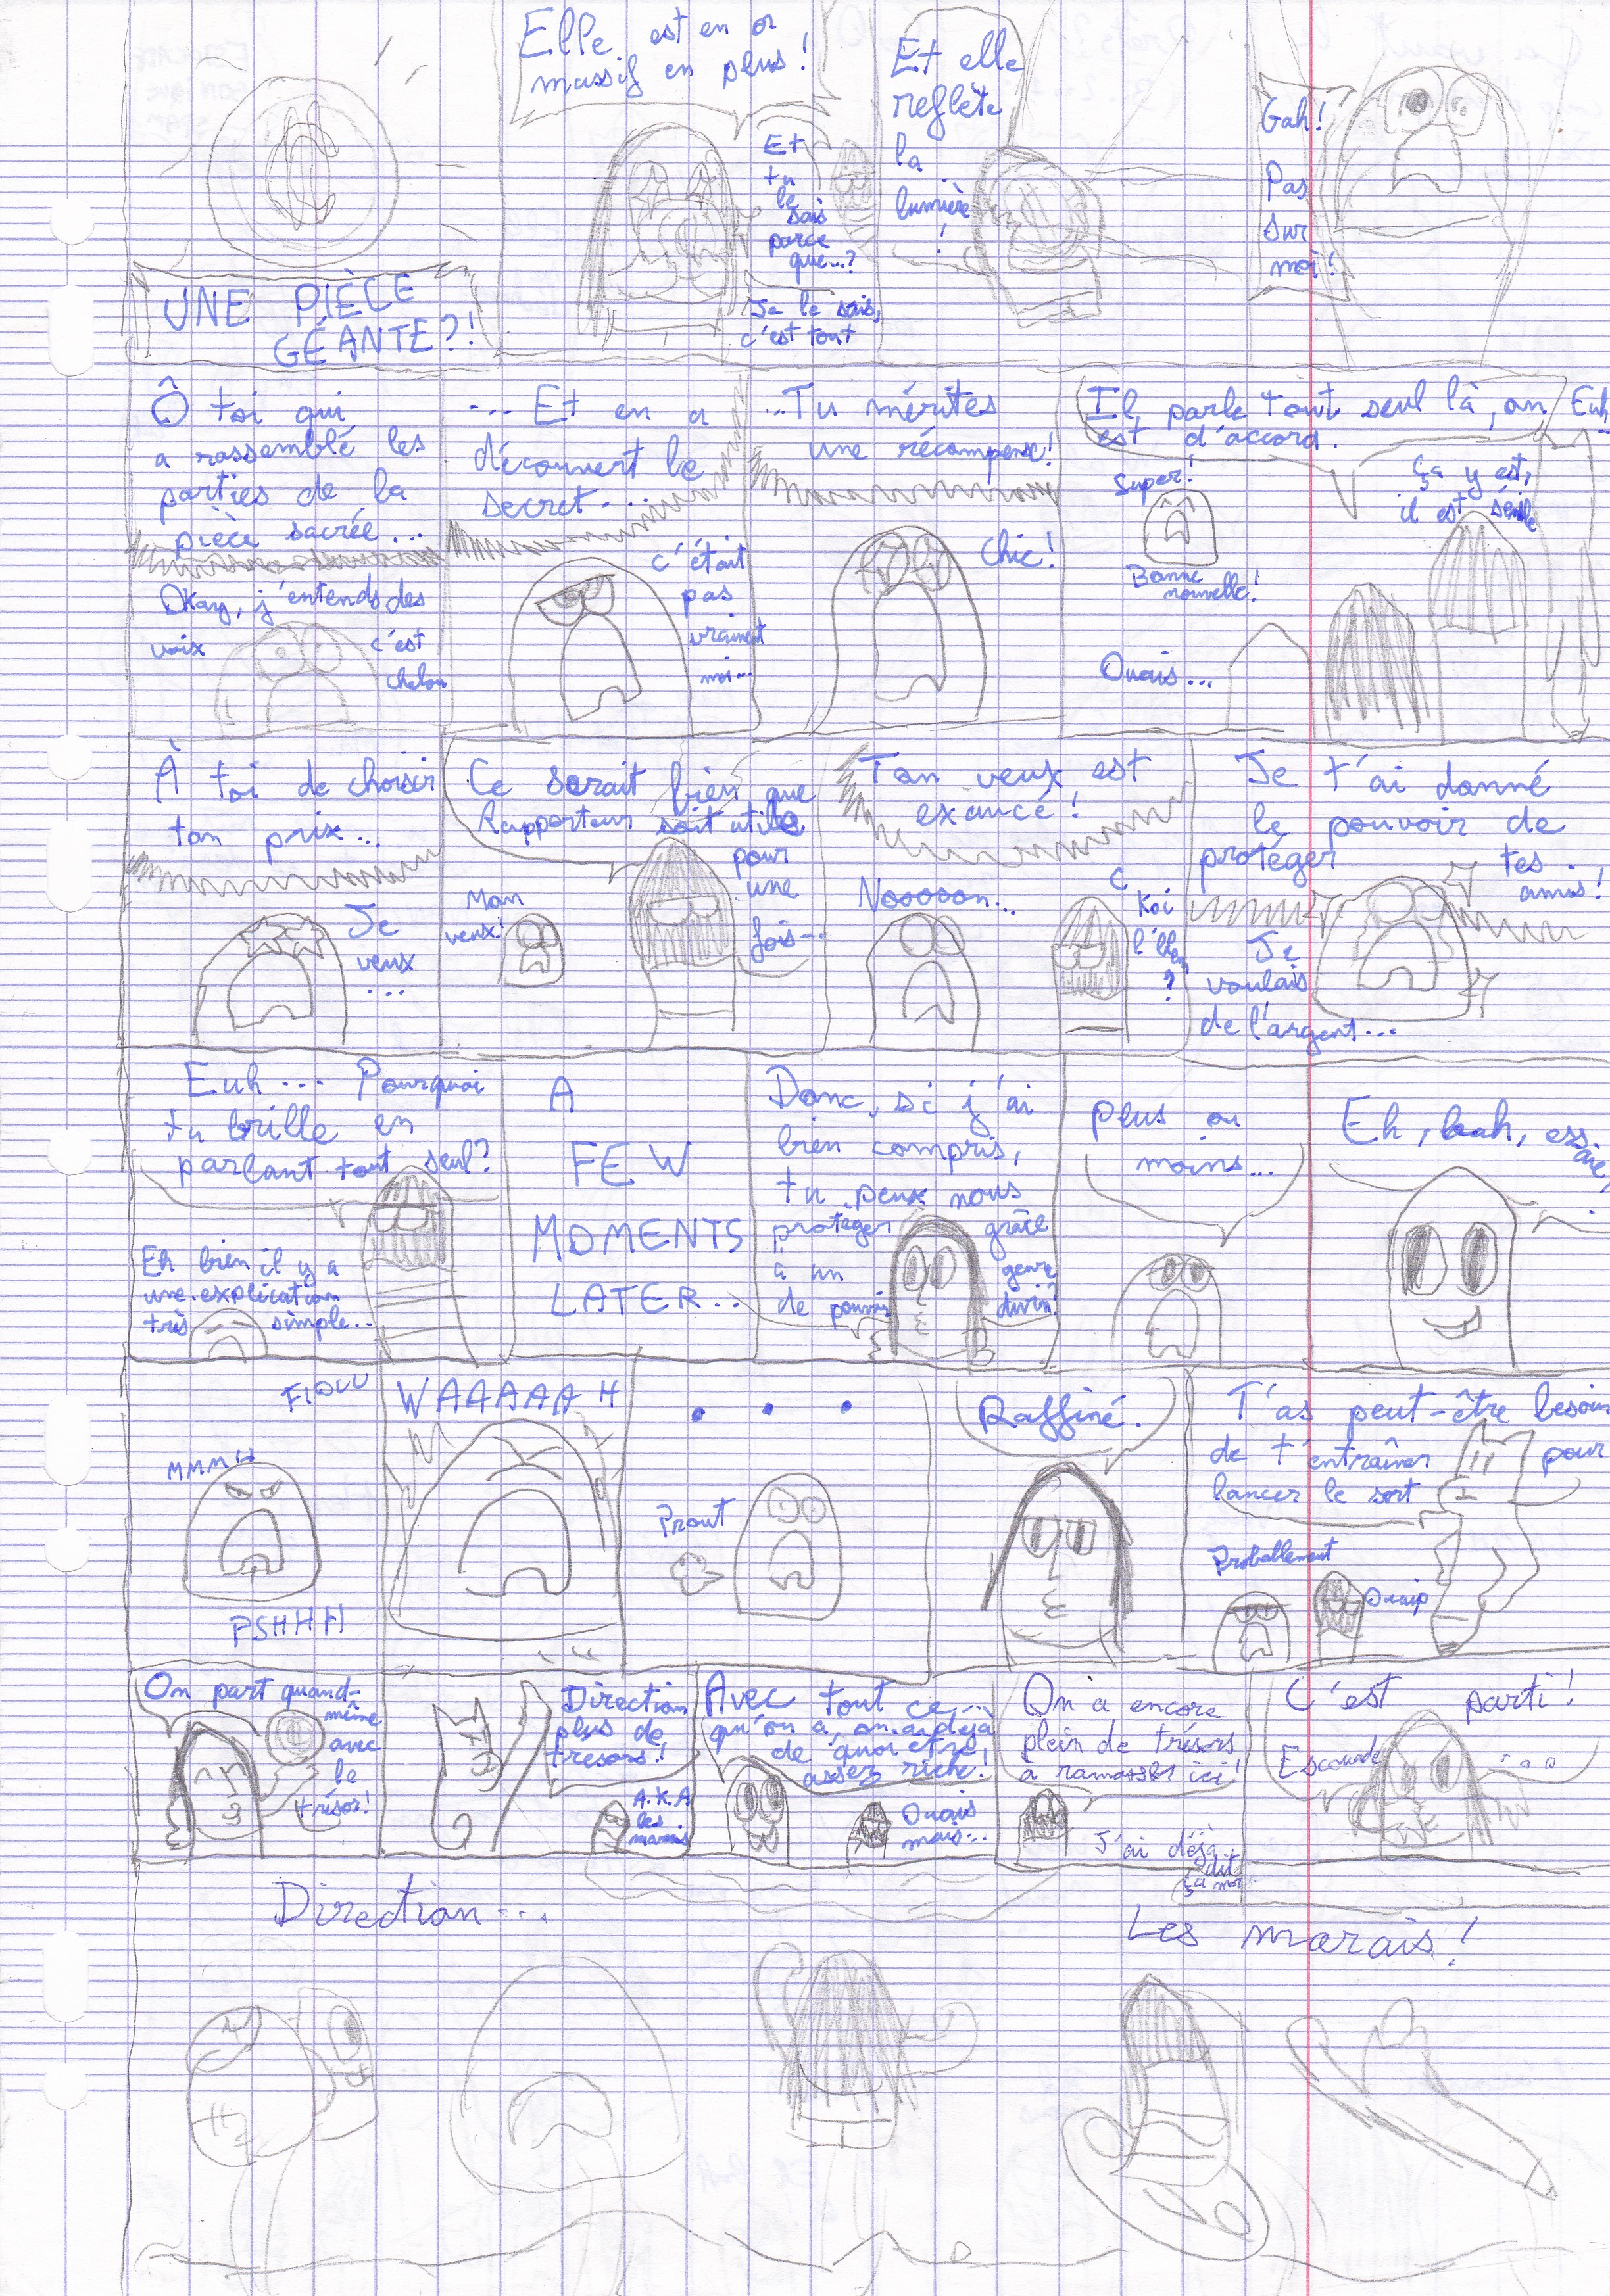 UNE PIÈCE
GÉANTE?!
Elle est en or
massif en plus!
Et
tu
le
sais
parce
que...?
Je le sais,
c'est tout
Et elle
reflète
la
lumière
!
Gah!
Pas
sur
moi!
Ô toi qui
a rassemblé les
parties de la
pièce sacrée...
Okay, j'entends des
voix
c'est
chelou
... Et en a
découvert le
secret...
c'était
pas
vraiment
moi...
...Tu mérites
une récompense!
Chic!
Il parle tout seul là, on
est d'accord.
Euh
...
Super!
Bonne
nouvelle!
Ça y est,
il est sénile
Ouais...
À toi de choisir
ton prix...
Je
veux
...
Ce serait bien que
Rapporteur soit utile
pour
une
fois...
Mon
veux!
Ton veux est
exaucé!
Nooooon...
C
Koi
l'blem
?
Je t'ai donné
le pouvoir de
protéger tes
amis!
Je
voulais
de l'argent...
Euh... Pourquoi
tu brille en
parlant tout seul?
Eh bien il y a
une explication
très simple...
A
FEW
MOMENTS
LATER...
Donc, si j'ai
bien compris,
tu peux nous
protéger grâce
à un genre
de pouvoir divin?
Plus ou
moins...
Eh, bah, essaie,
MMMH
PSHHH
WAAAAAH
...
Prout
Raffiné.
T'as peut-être besoin
de t'entraîner pour
lancer le sort
Probablement
Ouaip
On part quand-
même
avec
le
trésor!
Direction
plus de
trésors!
A.K.A
les
marais
Avec tout ce
qu'on a, on a déjà
de quoi être
assez riche!
Ouais
mais...
On a encore
plein de trésors
à ramasser ici!
J'ai déjà
dit
ça moi...
C'est parti!
Escouade
...
Direction...
Les marais!